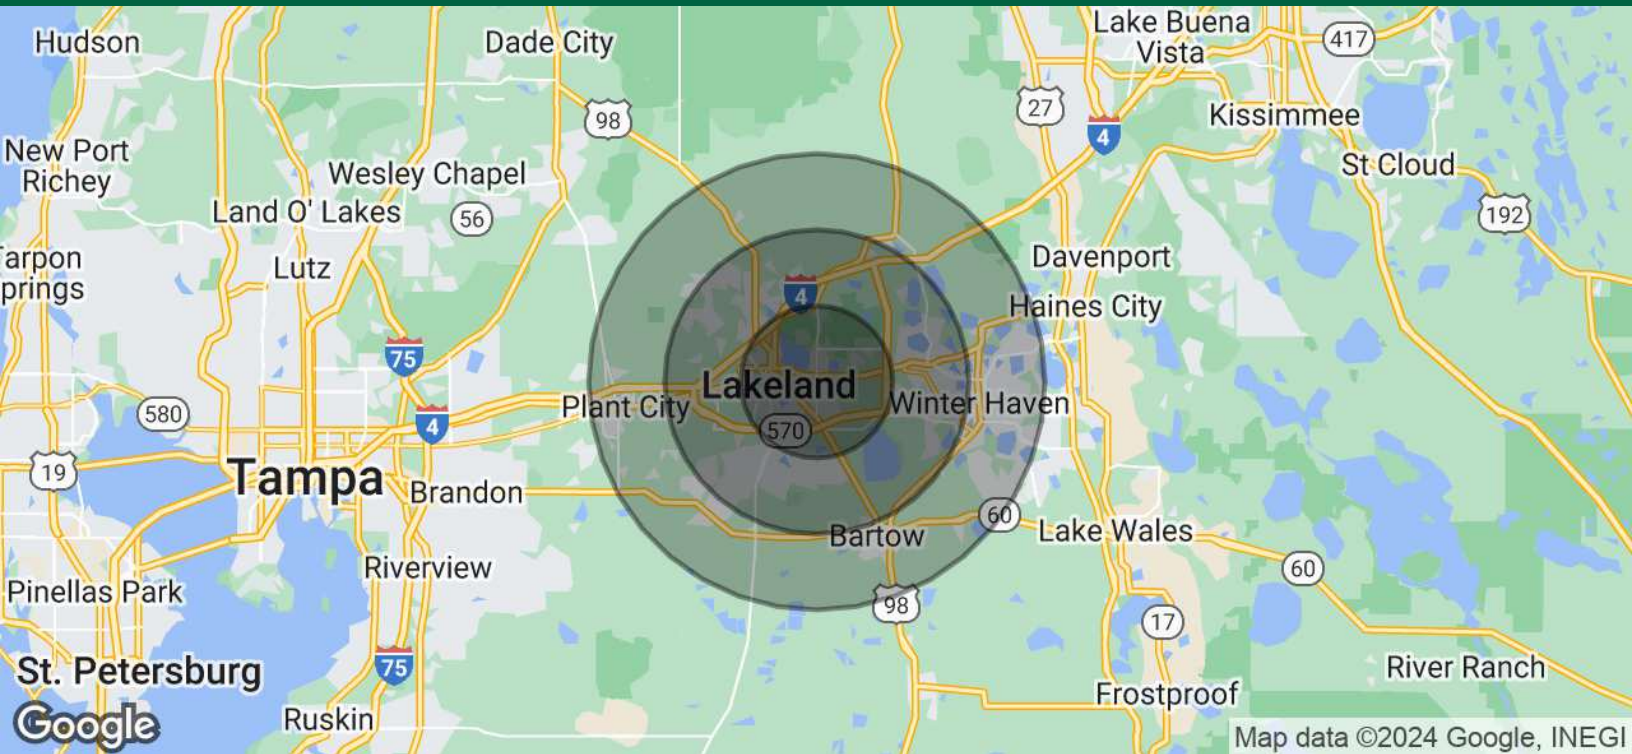 Hudson
Dade City
Lake Buena
Vista
417
98
27
4
Kissimmee
New Port
Richey
Wesley Chapel
St Cloud
Land O' Lakes
56
192
arpon
prings
Lutz
Davenport
4
Haines City
75
Lakeland
580
4
Plant City
570
Winter Haven
19
Tampa
Brandon
60
Bartow
Lake Wales
Riverview
60
Pinellas Park
98
17
St. Petersburg
75
River Ranch
Frostproof
Google
Ruskin
Map data ©2024 Google, INEGI